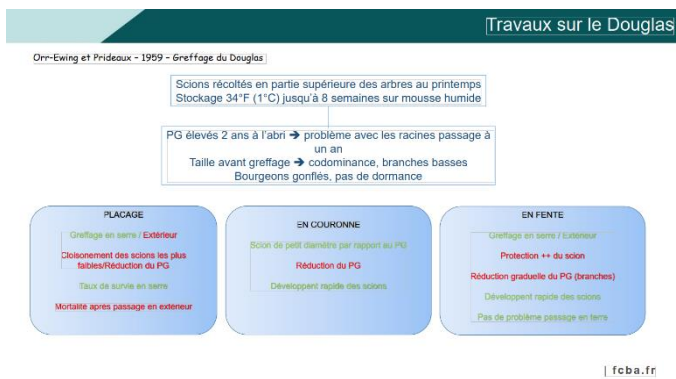 Travaux sur le Douglas
Orr-Ewing et Prideaux – 1959 – Greffage du Douglas
Scions récoltés en partie supérieure des arbres au printemps
Stockage 34°F (1°C) jusqu'à 8 semaines sur mousse humide
PG élevés 2 ans à l'abri ➔ problème avec les racines passage à
un an
Taille avant greffage ➔ codominance, branches basses
Bourgeons gonflés, pas de dormance
PLACAGE
Greffage en serre / Extérieur
Cloisonement des scions les plus
faibles/Réduction du PG
Taux de survie en serre
Mortalité après passage en extérieur
EN COURONNE
Scion de petit diamètre par rapport au PG
Réduction du PG
Développent rapide des scions
EN FENTE
Greffage en serre / Extérieur
Protection ++ du scion
Réduction graduelle du PG (branches)
Développent rapide des scions
Pas de problème passage en terre
| fcba.fr